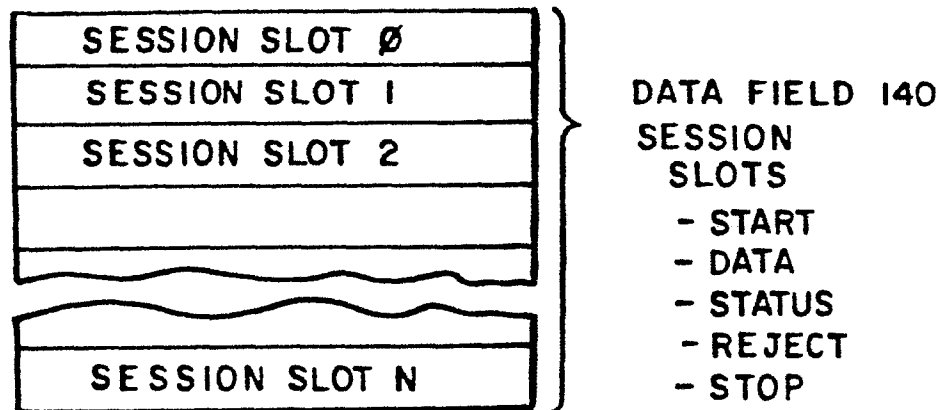 SESSION SLOT Ø
SESSION SLOT 1
SESSION SLOT 2
SESSION SLOT N
DATA FIELD 140
SESSION
SLOTS
- START
- DATA
- STATUS
- REJECT
- STOP